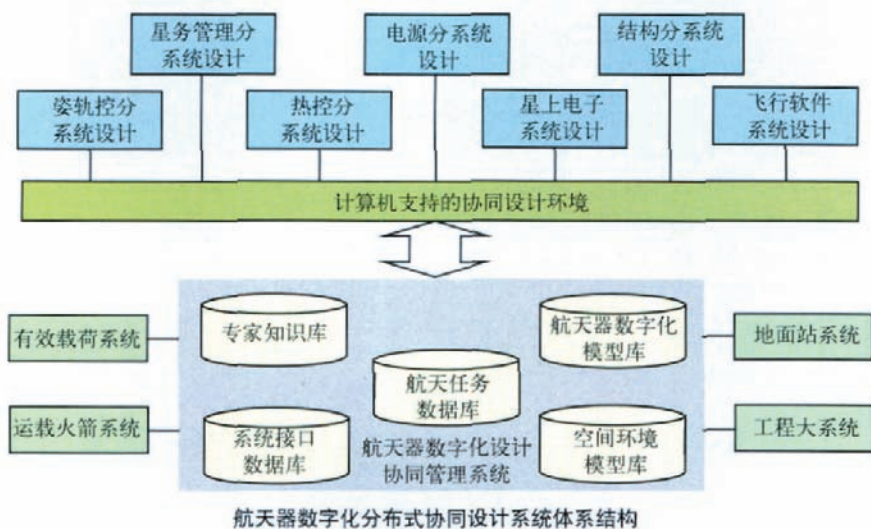 星务管理分
系统设计
电源分系统
设计
结构分系统
设计
姿轨控分
系统设计
热控分
系统设计
星上电子
系统设计
飞行软件
系统设计
计算机支持的协同设计环境
有效载荷系统
专家知识库
航天器数字化
模型库
地面站系统
航天任务
数据库
运载火箭系统
系统接口
数据库
航天器数字化设计
协同管理系统
空间环境
模型库
工程大系统
航天器数字化分布式协同设计系统体系结构